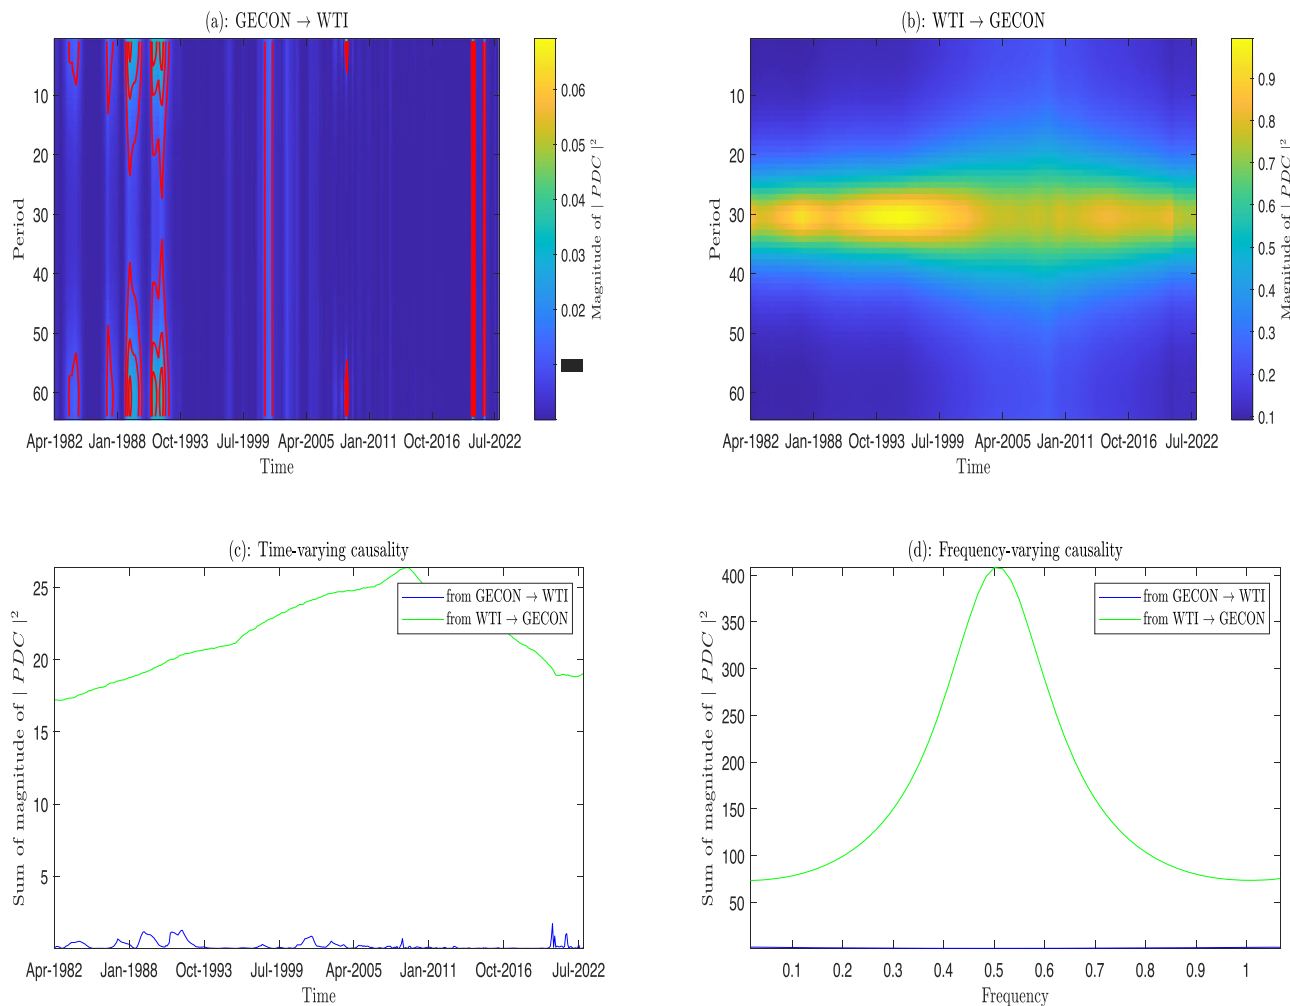 (a): GECON → WTI
Period
10
20
30
40
50
60
Apr-1982 Jan-1988 Oct-1993 Jul-1999 Apr-2005 Jan-2011 Oct-2016 Jul-2022
Time
0.06
0.05
0.04
0.03
0.02
Magnitude of | PDC |²
(b): WTI → GECON
Period
10
20
30
40
50
60
Apr-1982 Jan-1988 Oct-1993 Jul-1999 Apr-2005 Jan-2011 Oct-2016 Jul-2022
Time
0.9
0.8
0.7
0.6
0.5
0.4
0.3
0.2
0.1
Magnitude of | PDC |²
(c): Time-varying causality
Sum of magnitude of | PDC |²
25
20
15
10
5
from GECON → WTI
from WTI → GECON
Apr-1982 Jan-1988 Oct-1993 Jul-1999 Apr-2005 Jan-2011 Oct-2016 Jul-2022
Time
(d): Frequency-varying causality
Sum of magnitude of | PDC |²
400
350
300
250
200
150
100
50
from GECON → WTI
from WTI → GECON
0.1 0.2 0.3 0.4 0.5 0.6 0.7 0.8 0.9 1
Frequency